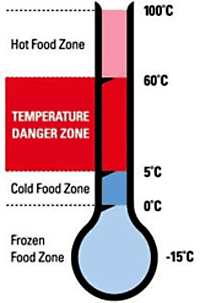 100°C
Hot Food Zone
60°C
TEMPERATURE
DANGER ZONE
5°C
Cold Food Zone
0°C
Frozen
Food Zone
-15°C